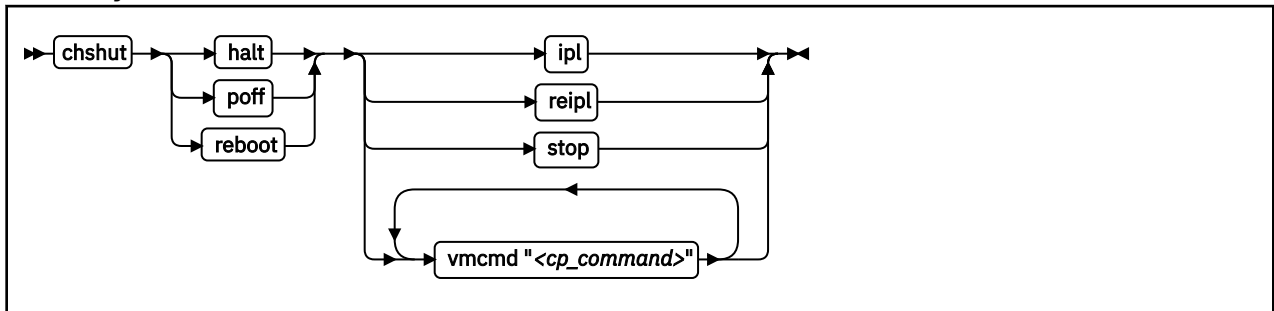 chshut halt ipl
poff reipl
reboot stop
vmcmd "<cp_command>"